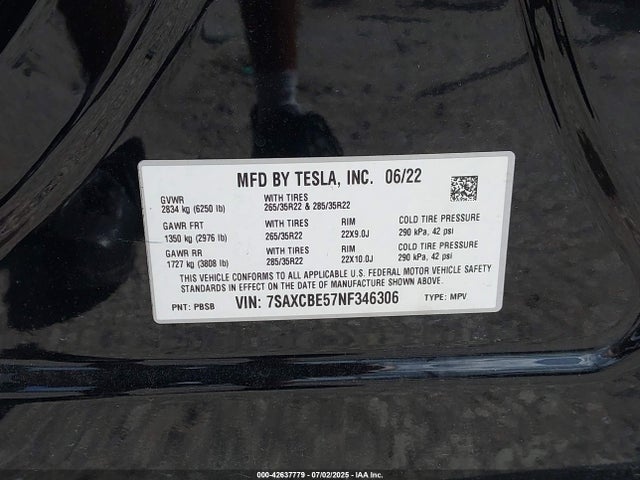 MFD BY TESLA, INC. 06/22
GVWR WITH TIRES
2834 kg (6250 lb) 265/35R22 & 285/35R22
GAWR FRT WITH TIRES RIM COLD TIRE PRESSURE
1350 kg (2976 lb) 265/35R22 22X9.0J 290 kPa, 42 psi
GAWR RR WITH TIRES RIM COLD TIRE PRESSURE
1727 kg (3808 lb) 285/35R22 22X10.0J 290 kPa, 42 psi
THIS VEHICLE CONFORMS TO ALL APPLICABLE U.S. FEDERAL MOTOR VEHICLE SAFETY
STANDARDS IN EFFECT ON THE DATE OF MANUFACTURE SHOWN ABOVE.
PNT: PBSB VIN: 7SAXCBE57NF346306 TYPE: MPV
000-42637779 - 07/02/2025 - IAA Inc.